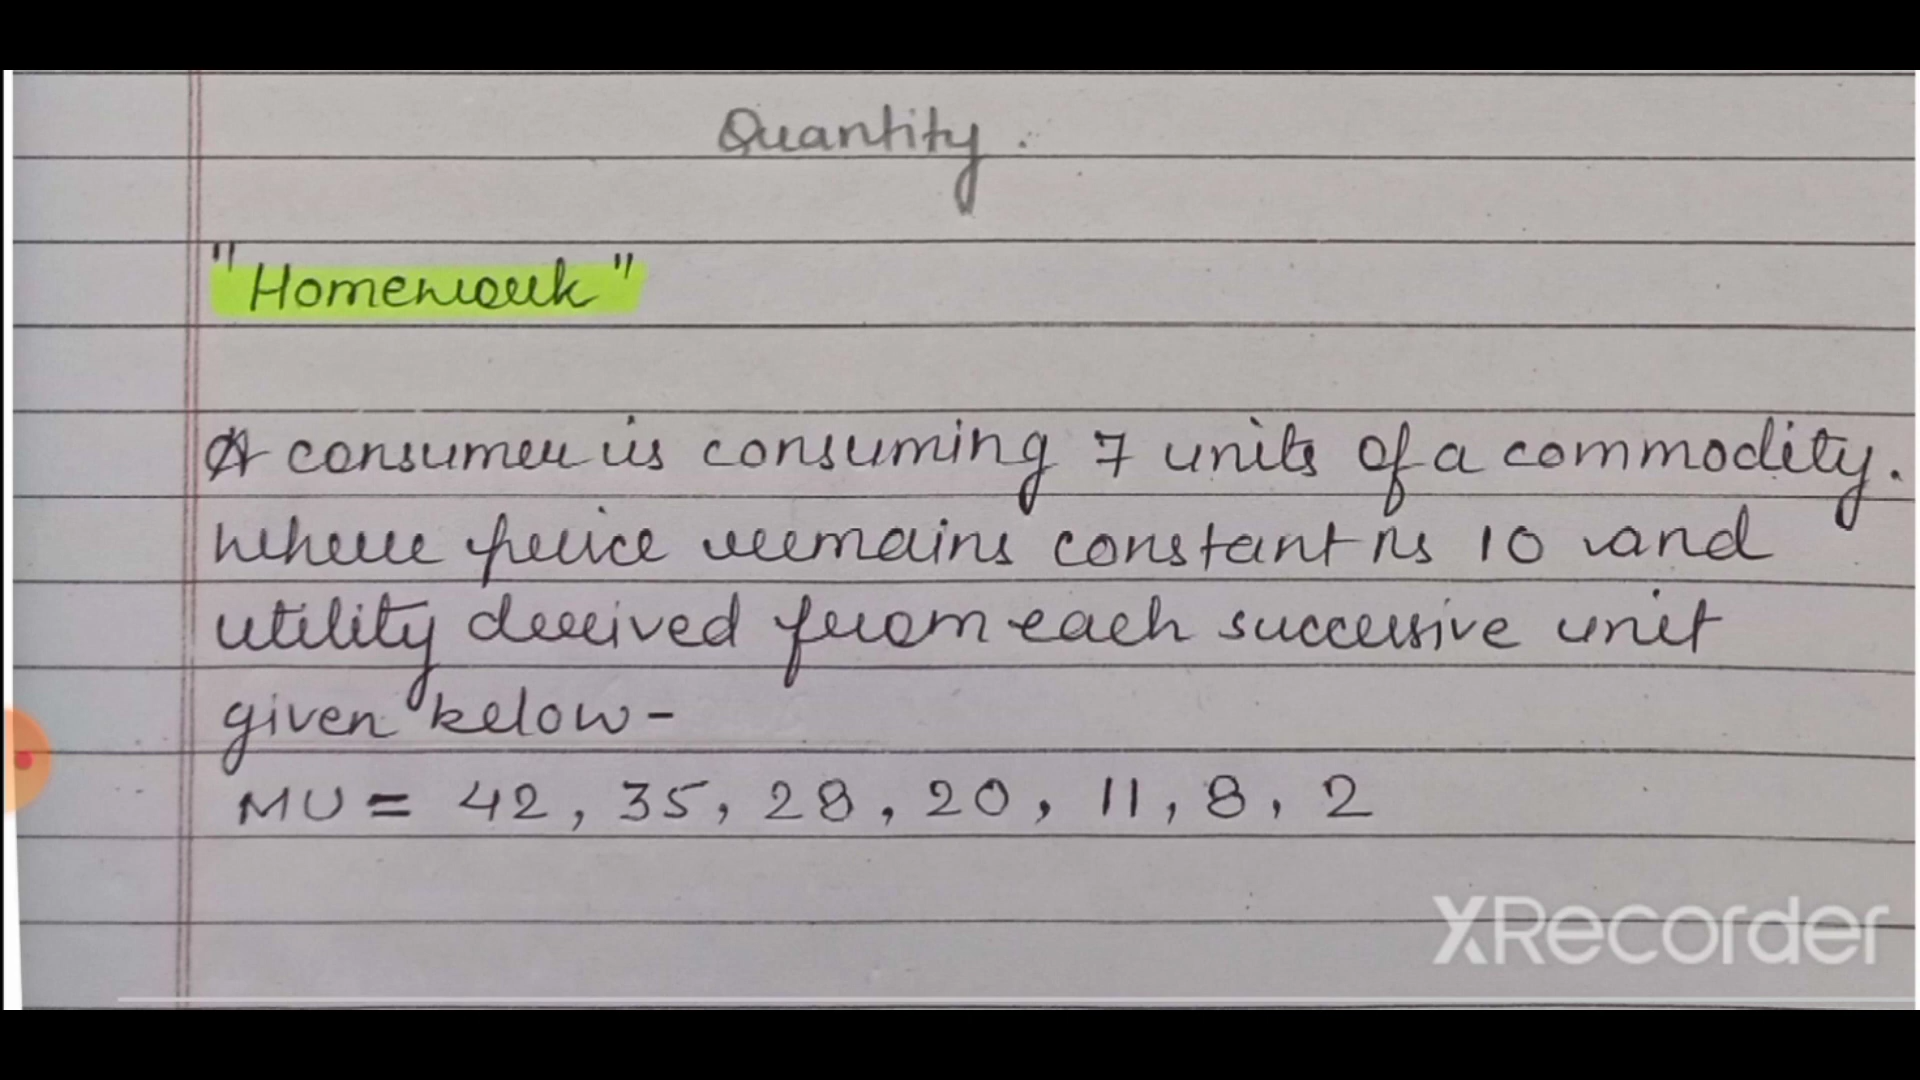 Quantity.
"Homework"
A consumer is consuming 7 units of a commodity.
where price remains constant rs 10 and
utility derived from each successive unit
given below-
MU = 42, 35, 28, 20, 11, 8, 2
XRecorder